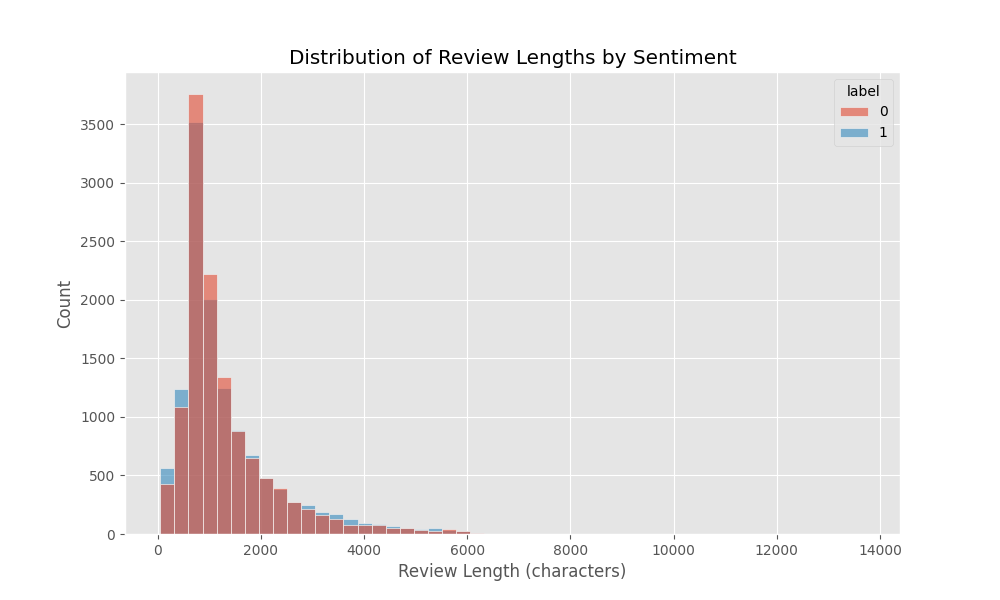 Distribution of Review Lengths by Sentiment
label
0
1
3500
3000
2500
2000
1500
1000
500
0
Count
0 2000 4000 6000 8000 10000 12000 14000
Review Length (characters)